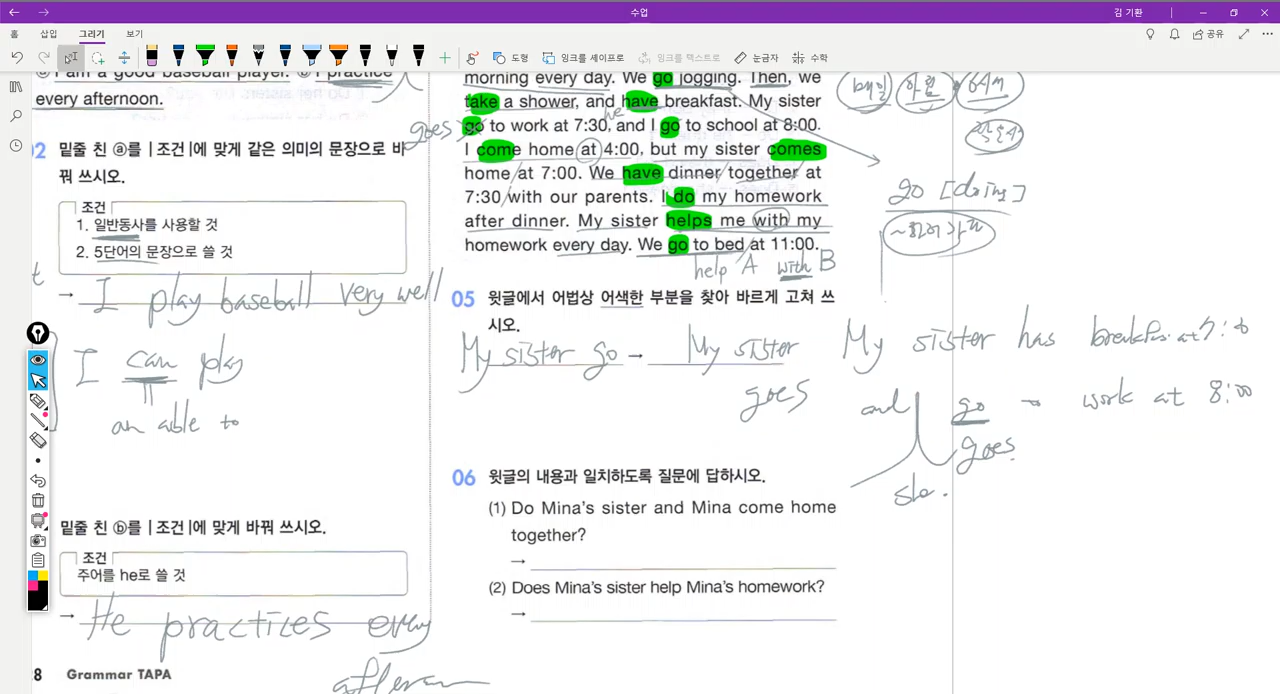 수업
김 기환
홈 삽입 그리기 보기
공유
도형 잉크를 셰이프로 잉크를 텍스트로 눈금자 수학
I am a good baseball player. ⓑ I practice
every afternoon.
02 밑줄 친 ⓐ를 |조건|에 맞게 같은 의미의 문장으로 바
꿔 쓰시오.
조건
1. 일반동사를 사용할 것
2. 5단어의 문장으로 쓸 것
t
→ I play baseball very well
I can play
an able to
밑줄 친 ⓑ를 |조건|에 맞게 바꿔 쓰시오.
조건
주어를 he로 쓸 것
→ He practices every
8 Grammar TAPA
morning every day. We go jogging. Then, we
take a shower, and have breakfast. My sister
he
goes
go to work at 7:30, and I go to school at 8:00.
I come home at 4:00, but my sister comes
home at 7:00. We have dinner together at
7:30 with our parents. I do my homework
after dinner. My sister helps me with my
homework every day. We go to bed at 11:00.
help A with B
05 윗글에서 어법상 어색한 부분을 찾아 바르게 고쳐 쓰
시오.
My sister go → My sister
goes
06 윗글의 내용과 일치하도록 질문에 답하시오.
(1) Do Mina's sister and Mina come home
together?
→
(2) Does Mina's sister help Mina's homework?
→
매일
go [doing]
~하러 가다
My sister has at 7:
and go work at 8:00
goes.
she.